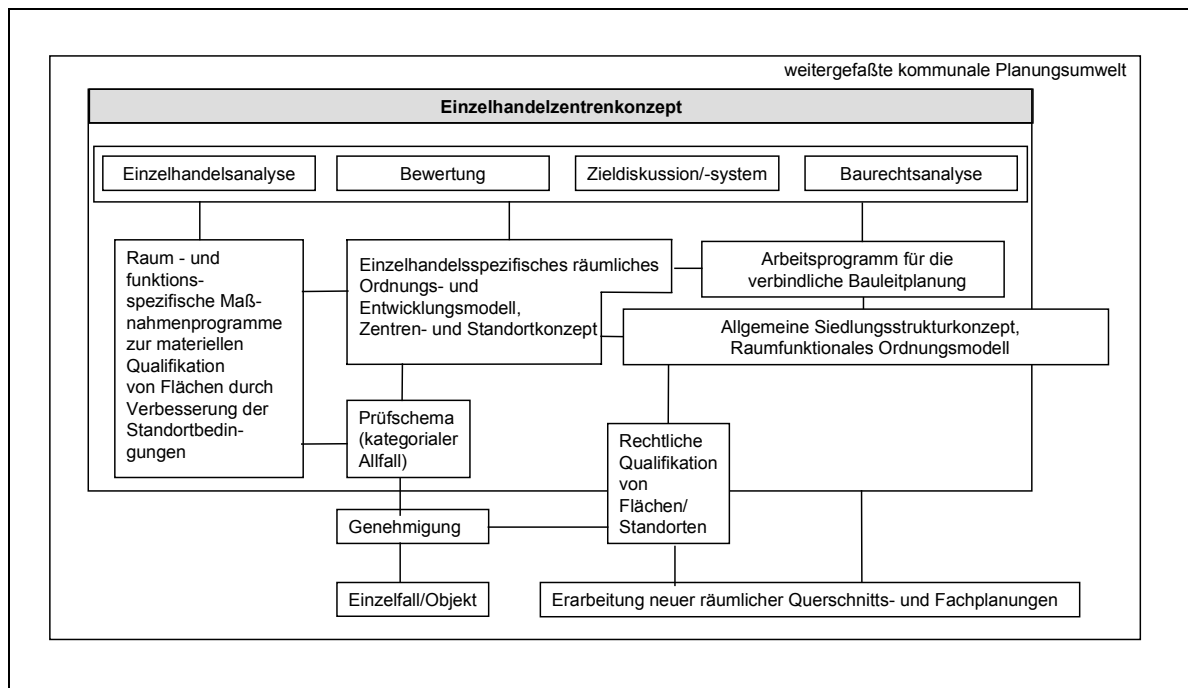 weitergefaßte kommunale Planungsumwelt
Einzelhandelzentrenkonzept
Einzelhandelsanalyse
Bewertung
Zieldiskussion/-system
Baurechtsanalyse
Raum - und
funktions-
spezifische Maß-
nahmenprogramme
zur materiellen
Qualifikation
von Flächen durch
Verbesserung der
Standortbedin-
gungen
Einzelhandelsspezifisches räumliches
Ordnungs- und
Entwicklungsmodell,
Zentren- und Standortkonzept
Arbeitsprogramm für die
verbindliche Bauleitplanung
Allgemeine Siedlungsstrukturkonzept,
Raumfunktionales Ordnungsmodell
Prüfschema
(kategorialer
Allfall)
Rechtliche
Qualifikation
von
Flächen/
Standorten
Genehmigung
Einzelfall/Objekt
Erarbeitung neuer räumlicher Querschnitts- und Fachplanungen